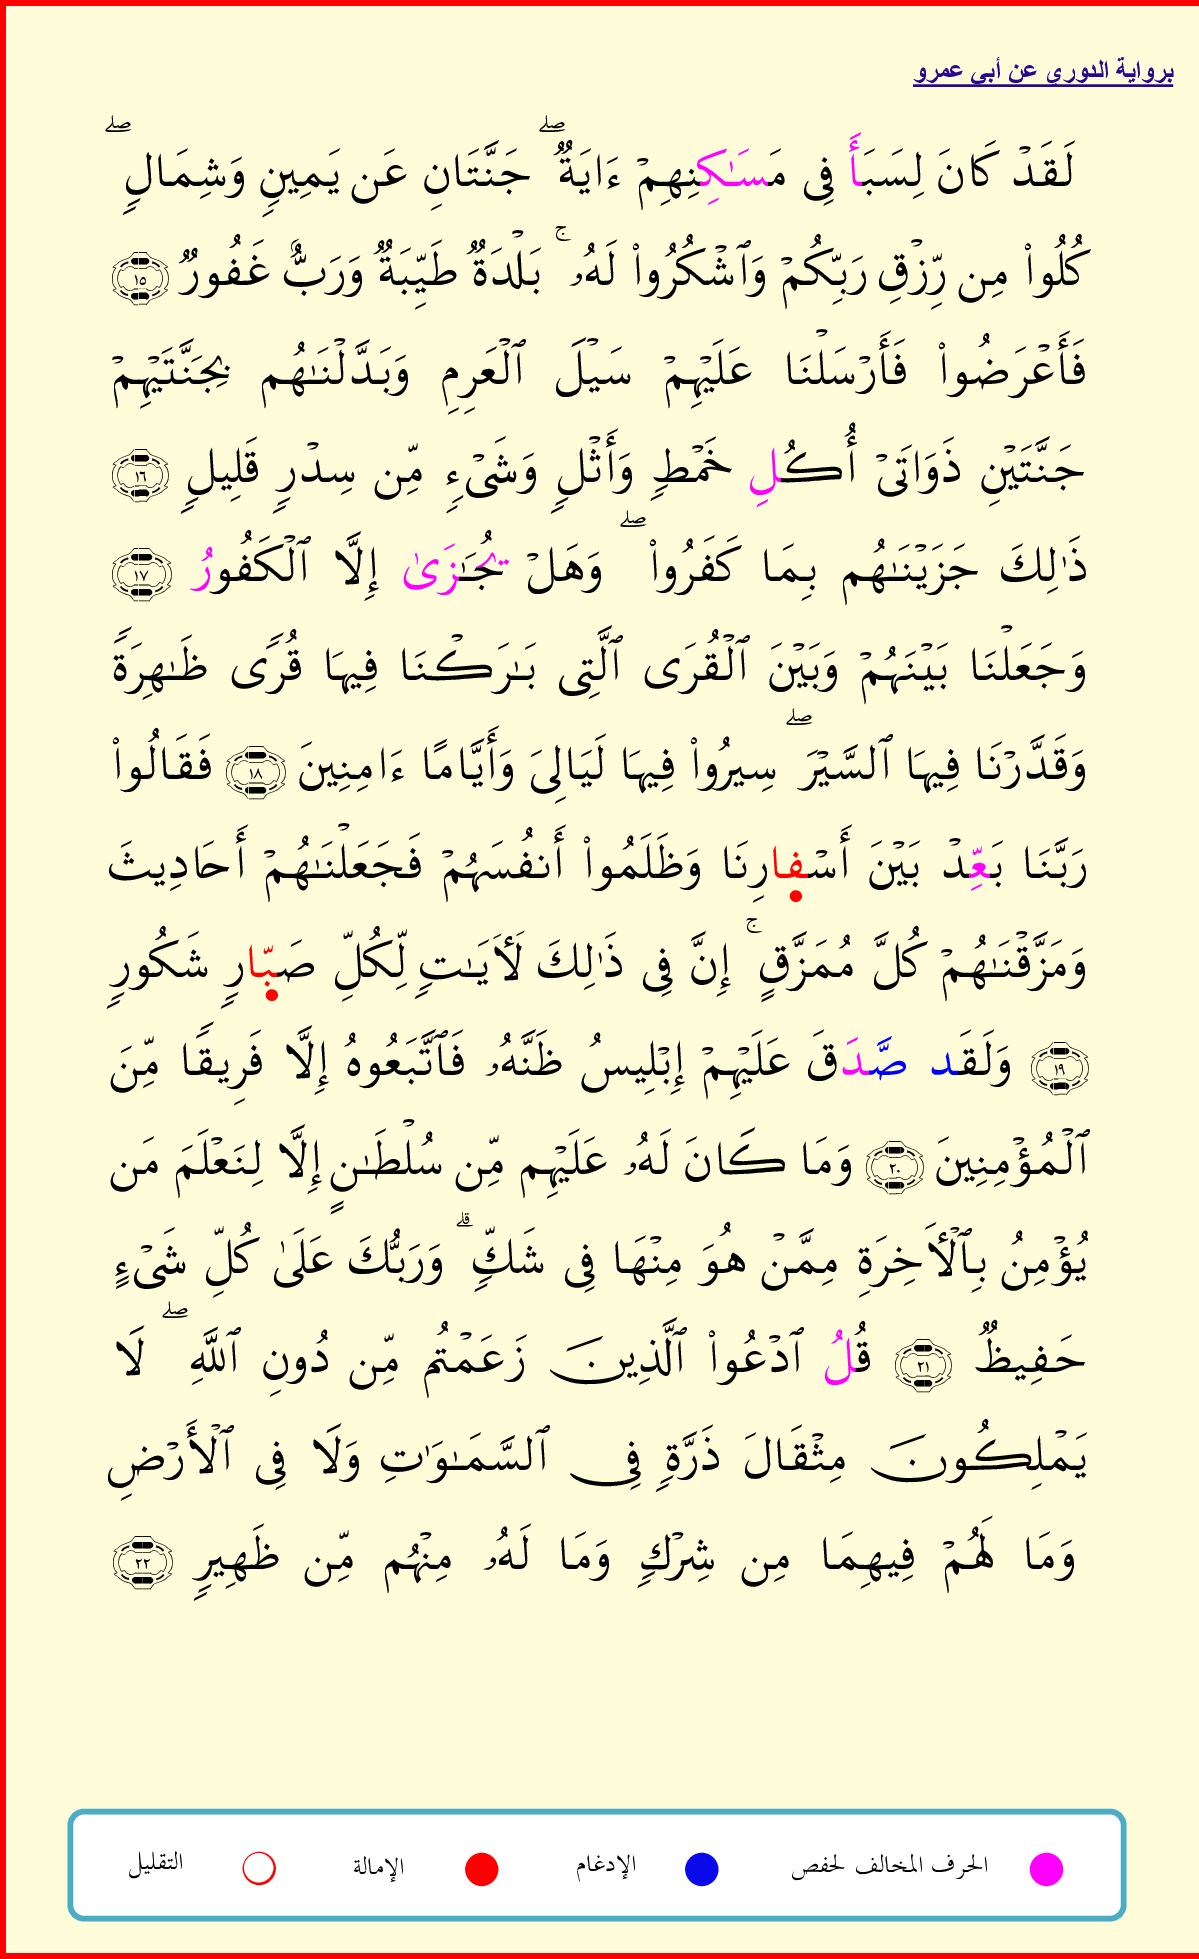 برواية الدوري عن أبي عمرو
لَقَدْ كَانَ لِسَبَأَ فِى مَسَـٰكِنِهِمْ ءَايَةٌ ۖ جَنَّتَانِ عَن يَمِينٍ وَشِمَالٍ ۖ
كُلُوا۟ مِن رِّزْقِ رَبِّكُمْ وَٱشْكُرُوا۟ لَهُۥ ۚ بَلْدَةٌ طَيِّبَةٌ وَرَبٌّ غَفُورٌ ١٥
فَأَعْرَضُوا۟ فَأَرْسَلْنَا عَلَيْهِمْ سَيْلَ ٱلْعَرِمِ وَبَدَّلْنَـٰهُم بِجَنَّتَيْهِمْ
جَنَّتَيْنِ ذَوَاتَىْ أُكُلِ خَمْطٍ وَأَثْلٍ وَشَىْءٍ مِّن سِدْرٍ قَلِيلٍ ١٦
ذَٰلِكَ جَزَيْنَـٰهُم بِمَا كَفَرُوا۟ ۖ وَهَلْ يُجَـٰزَىٰ إِلَّا ٱلْكَفُورُ ١٧
وَجَعَلْنَا بَيْنَهُمْ وَبَيْنَ ٱلْقُرَى ٱلَّتِى بَـٰرَكْنَا فِيهَا قُرًى ظَـٰهِرَةً
وَقَدَّرْنَا فِيهَا ٱلسَّيْرَ ۖ سِيرُوا۟ فِيهَا لَيَالِىَ وَأَيَّامًا ءَامِنِينَ ١٨ فَقَالُوا۟
رَبَّنَا بَعِّدْ بَيْنَ أَسْفارِنَا وَظَلَمُوا۟ أَنفُسَهُمْ فَجَعَلْنَـٰهُمْ أَحَادِيثَ
وَمَزَّقْنَـٰهُمْ كُلَّ مُمَزَّقٍ ۚ إِنَّ فِى ذَٰلِكَ لَـَٔايَـٰتٍ لِّكُلِّ صَبّارٍ شَكُورٍ
١٩ وَلَقَد صَّدَقَ عَلَيْهِمْ إِبْلِيسُ ظَنَّهُۥ فَٱتَّبَعُوهُ إِلَّا فَرِيقًا مِّنَ
ٱلْمُؤْمِنِينَ ٢٠ وَمَا كَانَ لَهُۥ عَلَيْهِم مِّن سُلْطَـٰنٍ إِلَّا لِنَعْلَمَ مَن
يُؤْمِنُ بِٱلْـَٔاخِرَةِ مِمَّنْ هُوَ مِنْهَا فِى شَكٍّ ۗ وَرَبُّكَ عَلَىٰ كُلِّ شَىْءٍ
حَفِيظٌ ٢١ قُلُ ٱدْعُوا۟ ٱلَّذِينَ زَعَمْتُم مِّن دُونِ ٱللَّهِ ۖ لَا
يَمْلِكُونَ مِثْقَالَ ذَرَّةٍ فِى ٱلسَّمَـٰوَٰتِ وَلَا فِى ٱلْأَرْضِ
وَمَا لَهُمْ فِيهِمَا مِن شِرْكٍ وَمَا لَهُۥ مِنْهُم مِّن ظَهِيرٍ ٢٢
الحرف المخالف لحفص الإدغام الإمالة التقليل